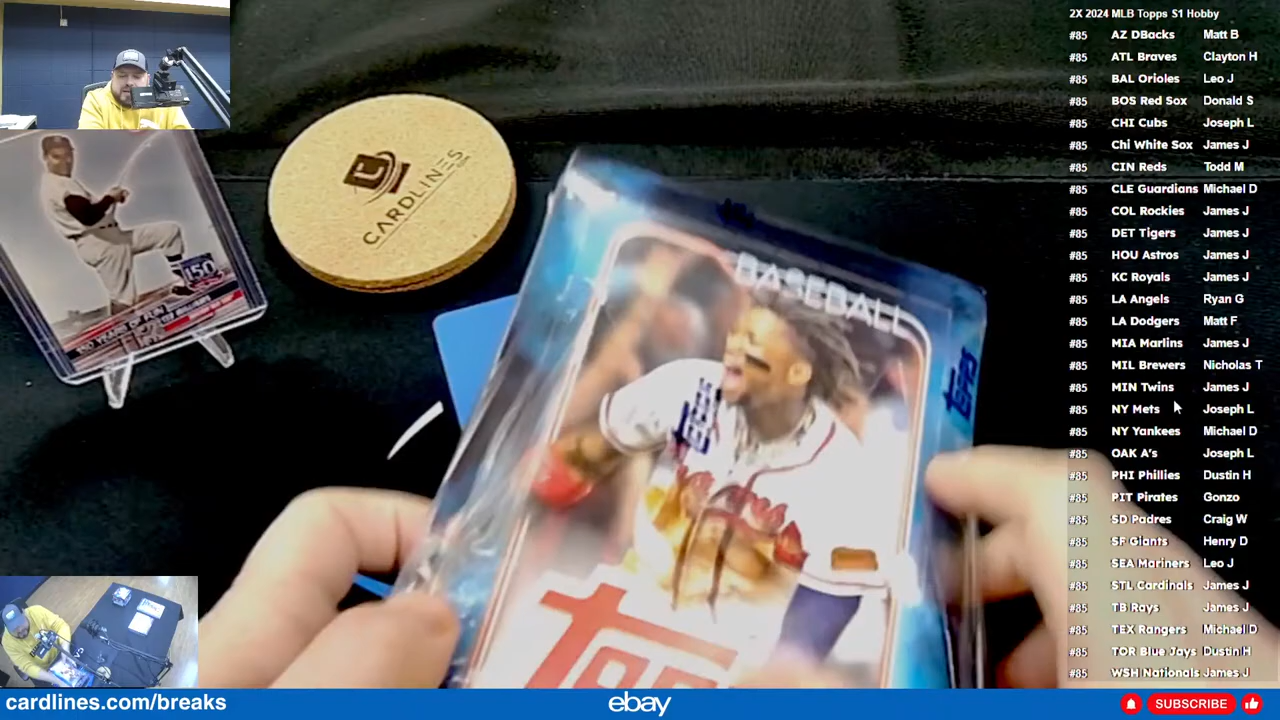 2X 2024 MLB Topps S1 Hobby
#85 AZ DBacks Matt B
#85 ATL Braves Clayton H
#85 BAL Orioles Leo J
#85 BOS Red Sox Donald S
#85 CHI Cubs Joseph L
#85 Chi White Sox James J
#85 CIN Reds Todd M
#85 CLE Guardians Michael D
#85 COL Rockies James J
#85 DET Tigers James J
#85 HOU Astros James J
#85 KC Royals James J
#85 LA Angels Ryan G
#85 LA Dodgers Matt F
#85 MIA Marlins James J
#85 MIL Brewers Nicholas T
#85 MIN Twins James J
#85 NY Mets Joseph L
#85 NY Yankees Michael D
#85 OAK A's Joseph L
#85 PHI Phillies Dustin H
#85 PIT Pirates Gonzo
#85 SD Padres Craig W
#85 SF Giants Henry D
#85 SEA Mariners Leo J
#85 STL Cardinals James J
#85 TB Rays James J
#85 TEX Rangers Michael D
#85 TOR Blue Jays Dustin H
#85 WSH Nationals James J
CARDLINES
150
BASEBALL
TOPPS
TOPPS
cardlines.com/breaks
ebay
SUBSCRIBE